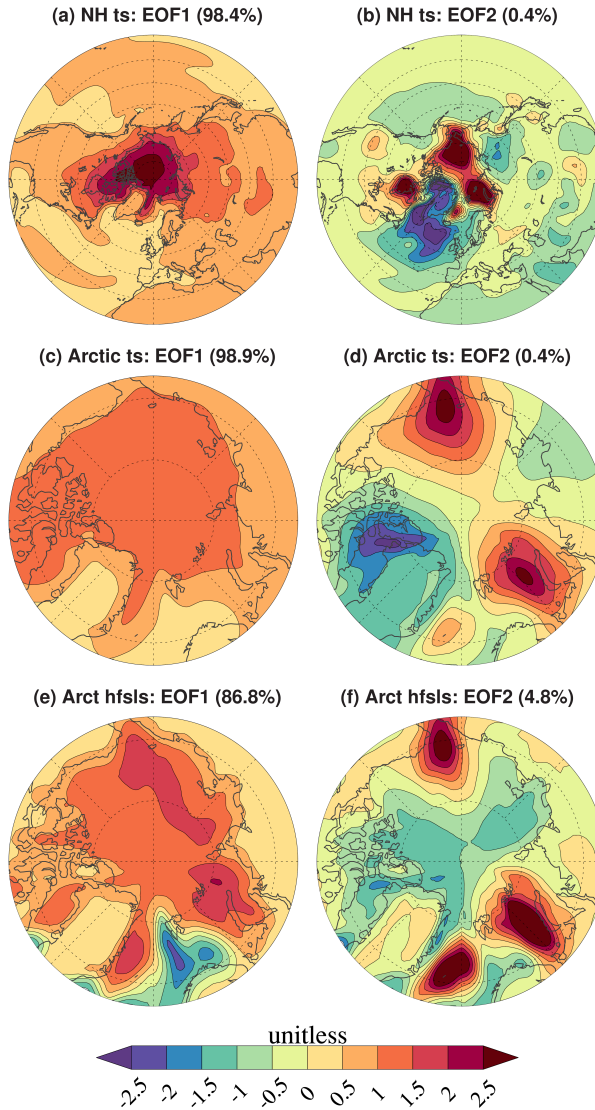 (a) NH ts: EOF1 (98.4%)
(b) NH ts: EOF2 (0.4%)
(c) Arctic ts: EOF1 (98.9%)
(d) Arctic ts: EOF2 (0.4%)
(e) Arct hfsls: EOF1 (86.8%)
(f) Arct hfsls: EOF2 (4.8%)
unitless
-2.5 -2 -1.5 -1 -0.5 0 0.5 1 1.5 2 2.5